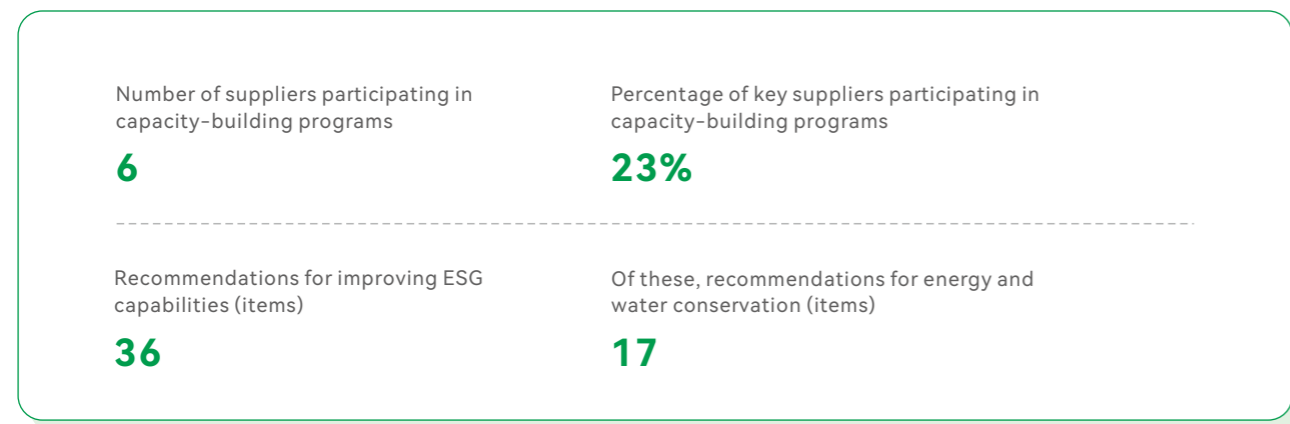 Number of suppliers participating in
capacity-building programs
6
Percentage of key suppliers participating in
capacity-building programs
23%
Recommendations for improving ESG
capabilities (items)
36
Of these, recommendations for energy and
water conservation (items)
17